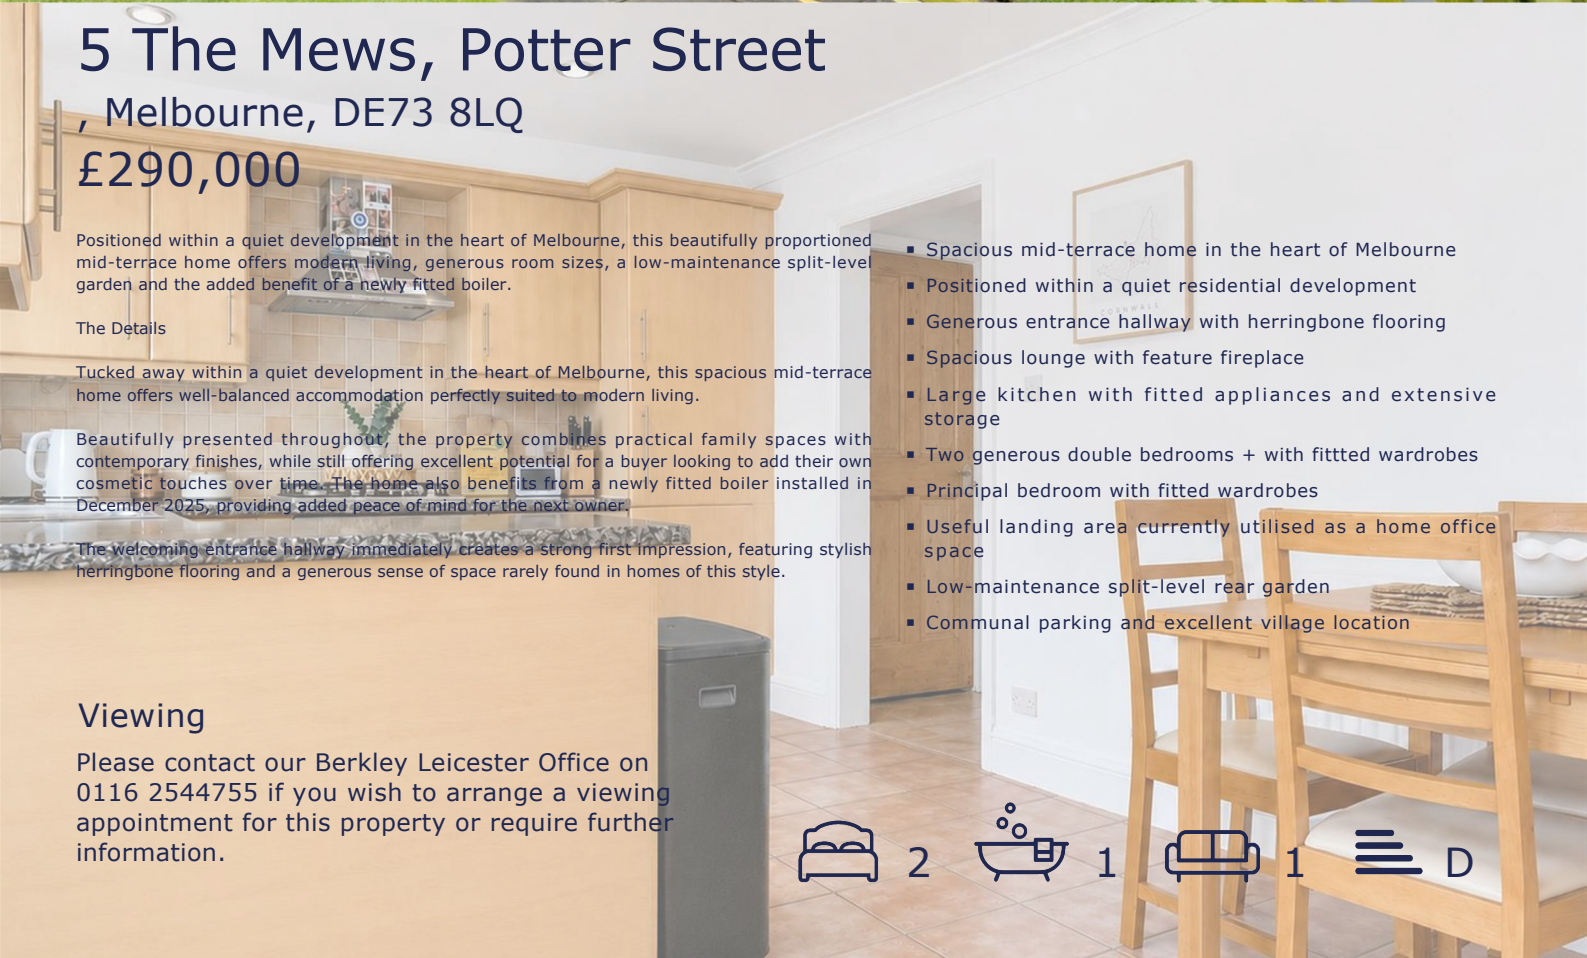 5 The Mews, Potter Street
, Melbourne, DE73 8LQ
£290,000
Positioned within a quiet development in the heart of Melbourne, this beautifully proportioned
mid-terrace home offers modern living, generous room sizes, a low-maintenance split-level
garden and the added benefit of a newly fitted boiler.
The Details
Tucked away within a quiet development in the heart of Melbourne, this spacious mid-terrace
home offers well-balanced accommodation perfectly suited to modern living.
Beautifully presented throughout, the property combines practical family spaces with
contemporary finishes, while still offering excellent potential for a buyer looking to add their own
cosmetic touches over time. The home also benefits from a newly fitted boiler installed in
December 2025, providing added peace of mind for the next owner.
The welcoming entrance hallway immediately creates a strong first impression, featuring stylish
herringbone flooring and a generous sense of space rarely found in homes of this style.
▪ Spacious mid-terrace home in the heart of Melbourne
▪ Positioned within a quiet residential development
▪ Generous entrance hallway with herringbone flooring
▪ Spacious lounge with feature fireplace
▪ Large kitchen with fitted appliances and extensive
storage
▪ Two generous double bedrooms + with fittted wardrobes
▪ Principal bedroom with fitted wardrobes
▪ Useful landing area currently utilised as a home office
space
▪ Low-maintenance split-level rear garden
▪ Communal parking and excellent village location
CORNWALL
Viewing
Please contact our Berkley Leicester Office on
0116 2544755 if you wish to arrange a viewing
appointment for this property or require further
information.
2 1 1 D